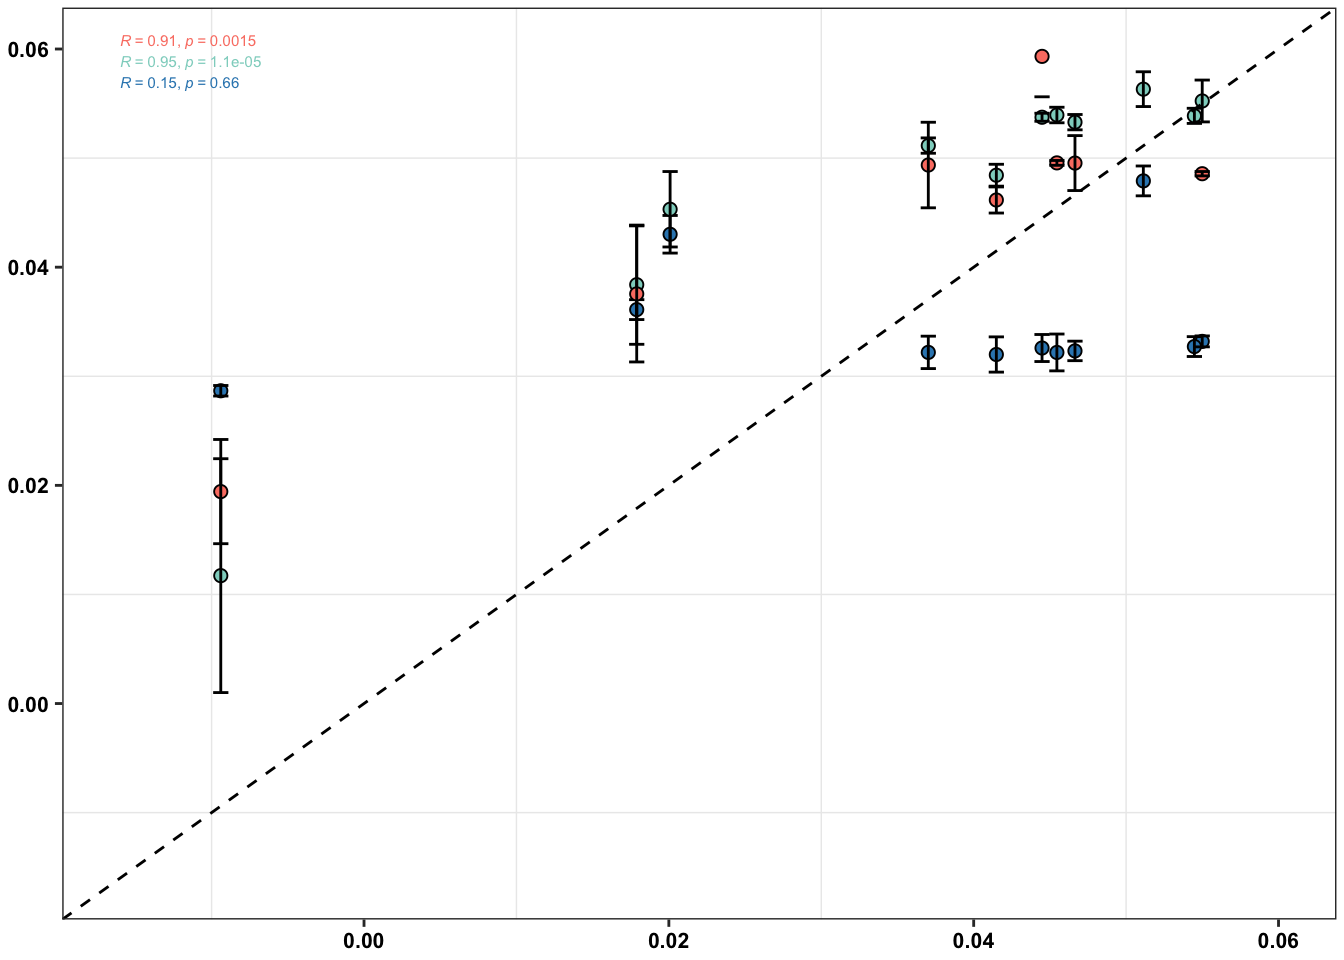 0.06
R = 0.91, p = 0.0015
R = 0.95, p = 1.1e-05
R = 0.15, p = 0.66
0.04
0.02
0.00
0.00 0.02 0.04 0.06